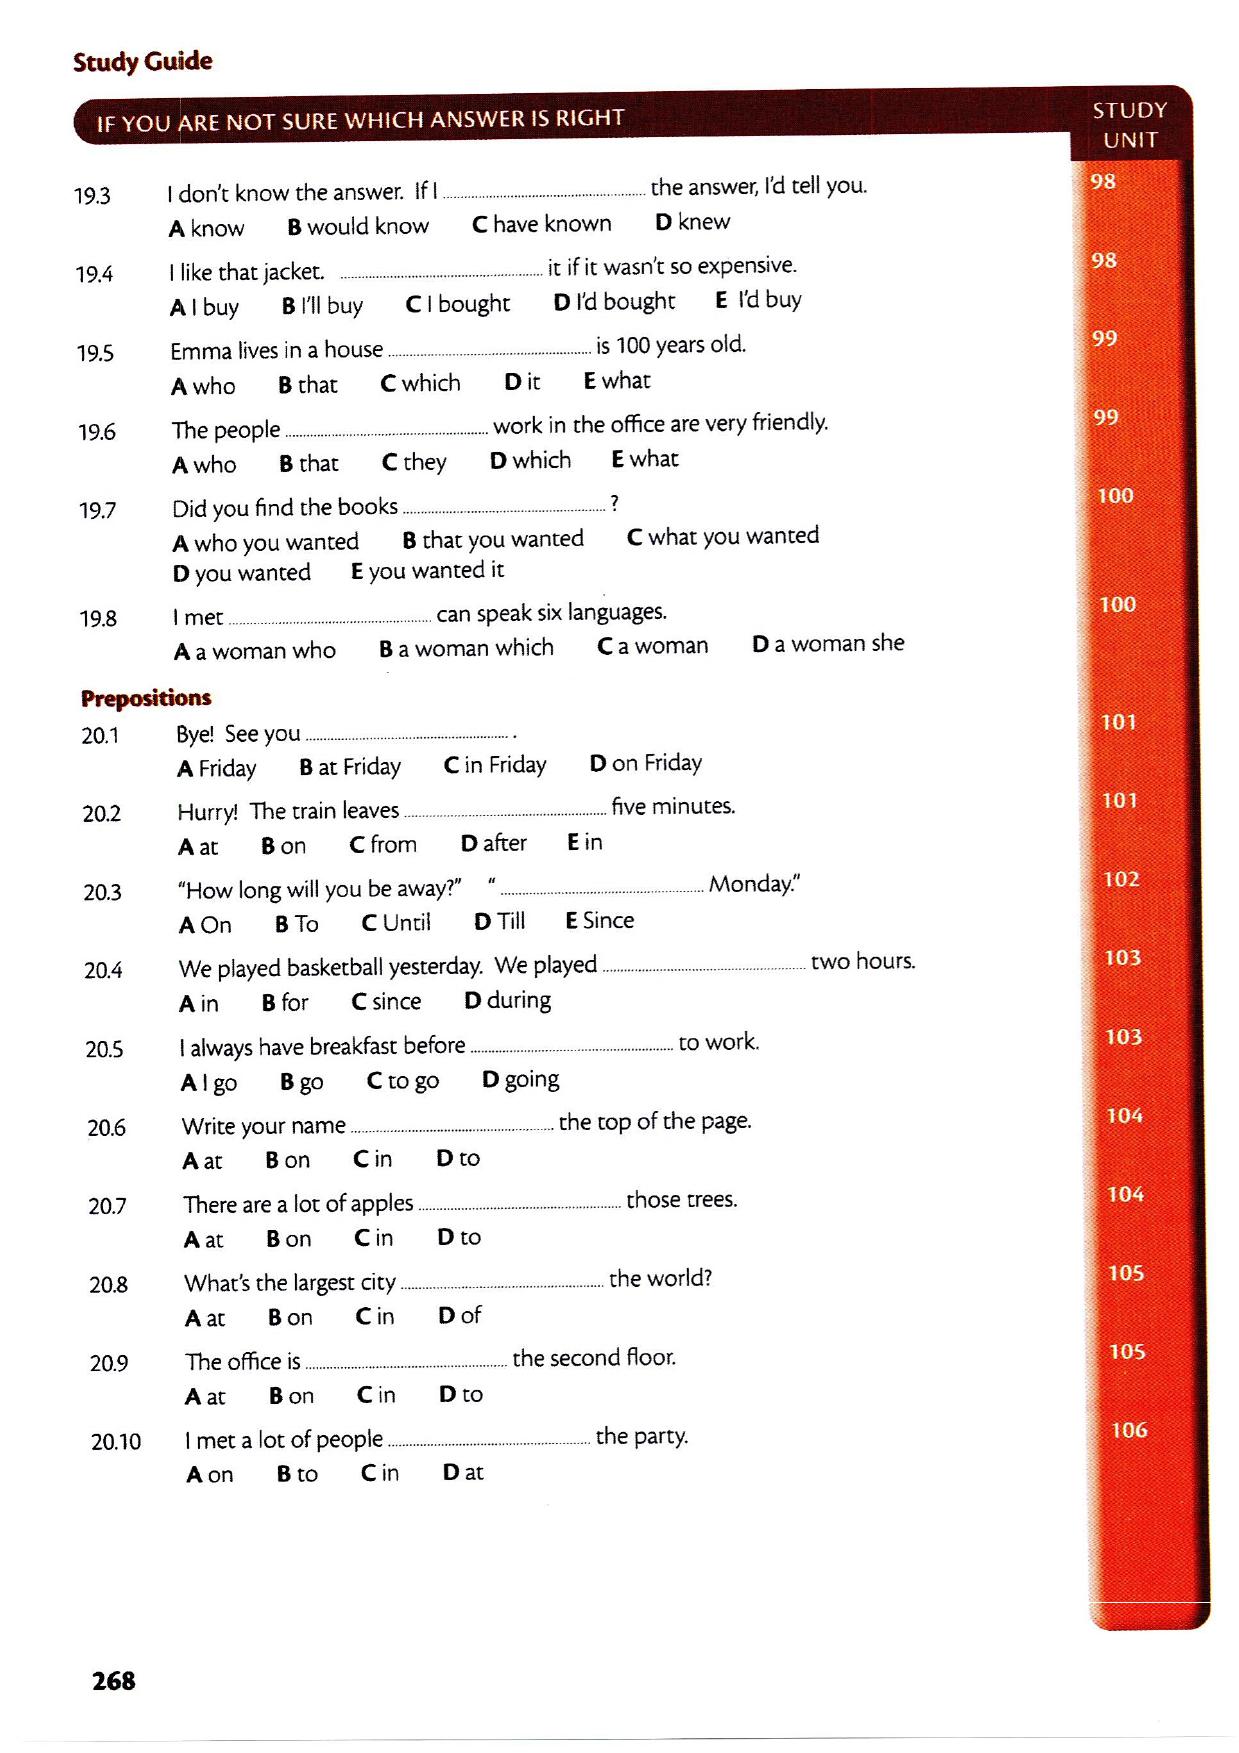 Study Guide
IF YOU ARE NOT SURE WHICH ANSWER IS RIGHT
STUDY
UNIT
19.3 I don't know the answer. If I ........................ the answer, I'd tell you. 98
A know B would know C have known D knew
19.4 I like that jacket. ........................ it if it wasn't so expensive. 98
A I buy B I'll buy C I bought D I'd bought E I'd buy
19.5 Emma lives in a house ........................ is 100 years old. 99
A who B that C which D it E what
19.6 The people ........................ work in the office are very friendly. 99
A who B that C they D which E what
19.7 Did you find the books ........................ ? 100
A who you wanted B that you wanted C what you wanted
D you wanted E you wanted it
19.8 I met ........................ can speak six languages. 100
A a woman who B a woman which C a woman D a woman she
Prepositions
20.1 Bye! See you ........................ . 101
A Friday B at Friday C in Friday D on Friday
20.2 Hurry! The train leaves ........................ five minutes. 101
A at B on C from D after E in
20.3 "How long will you be away?" " ........................ Monday." 102
A On B To C Until D Till E Since
20.4 We played basketball yesterday. We played ........................ two hours. 103
A in B for C since D during
20.5 I always have breakfast before ........................ to work. 103
A I go B go C to go D going
20.6 Write your name ........................ the top of the page. 104
A at B on C in D to
20.7 There are a lot of apples ........................ those trees. 104
A at B on C in D to
20.8 What's the largest city ........................ the world? 105
A at B on C in D of
20.9 The office is ........................ the second floor. 105
A at B on C in D to
20.10 I met a lot of people ........................ the party. 106
A on B to C in D at
268